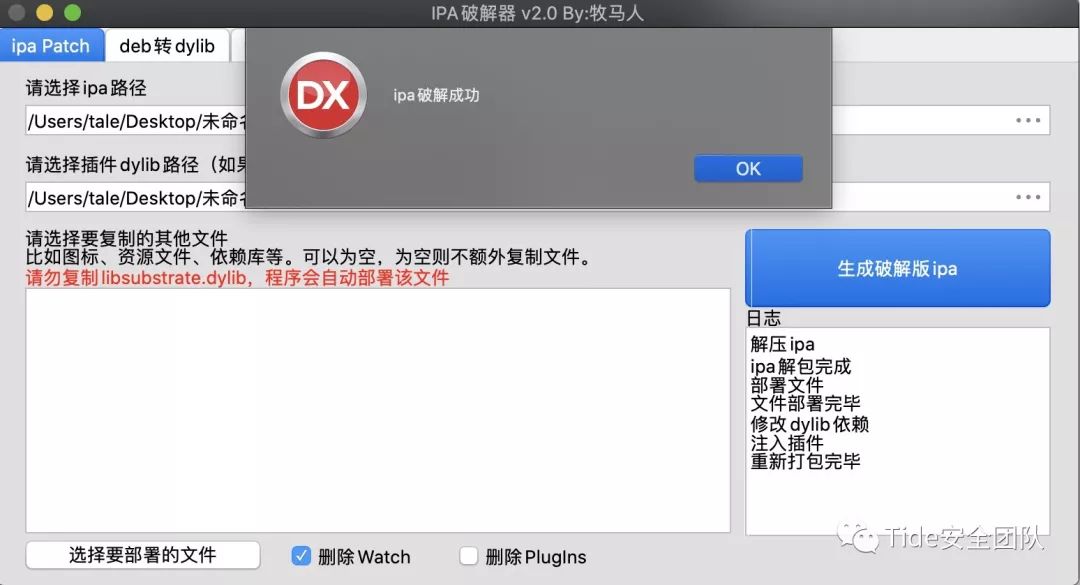 IPA破解器 v2.0 By:牧马人
ipa Patch
deb转dylib
DX
ipa破解成功
OK
请选择ipa路径
/Users/tale/Desktop/未命名
请选择插件dylib路径（如果
/Users/tale/Desktop/未命名
请选择要复制的其他文件
比如图标、资源文件、依赖库等。可以为空，为空则不额外复制文件。
请勿复制libsubstrate.dylib，程序会自动部署该文件
生成破解版ipa
日志
解压ipa
ipa解包完成
部署文件
文件部署完毕
修改dylib依赖
注入插件
重新打包完毕
选择要部署的文件
删除Watch
删除PlugIns
Tide安全团队